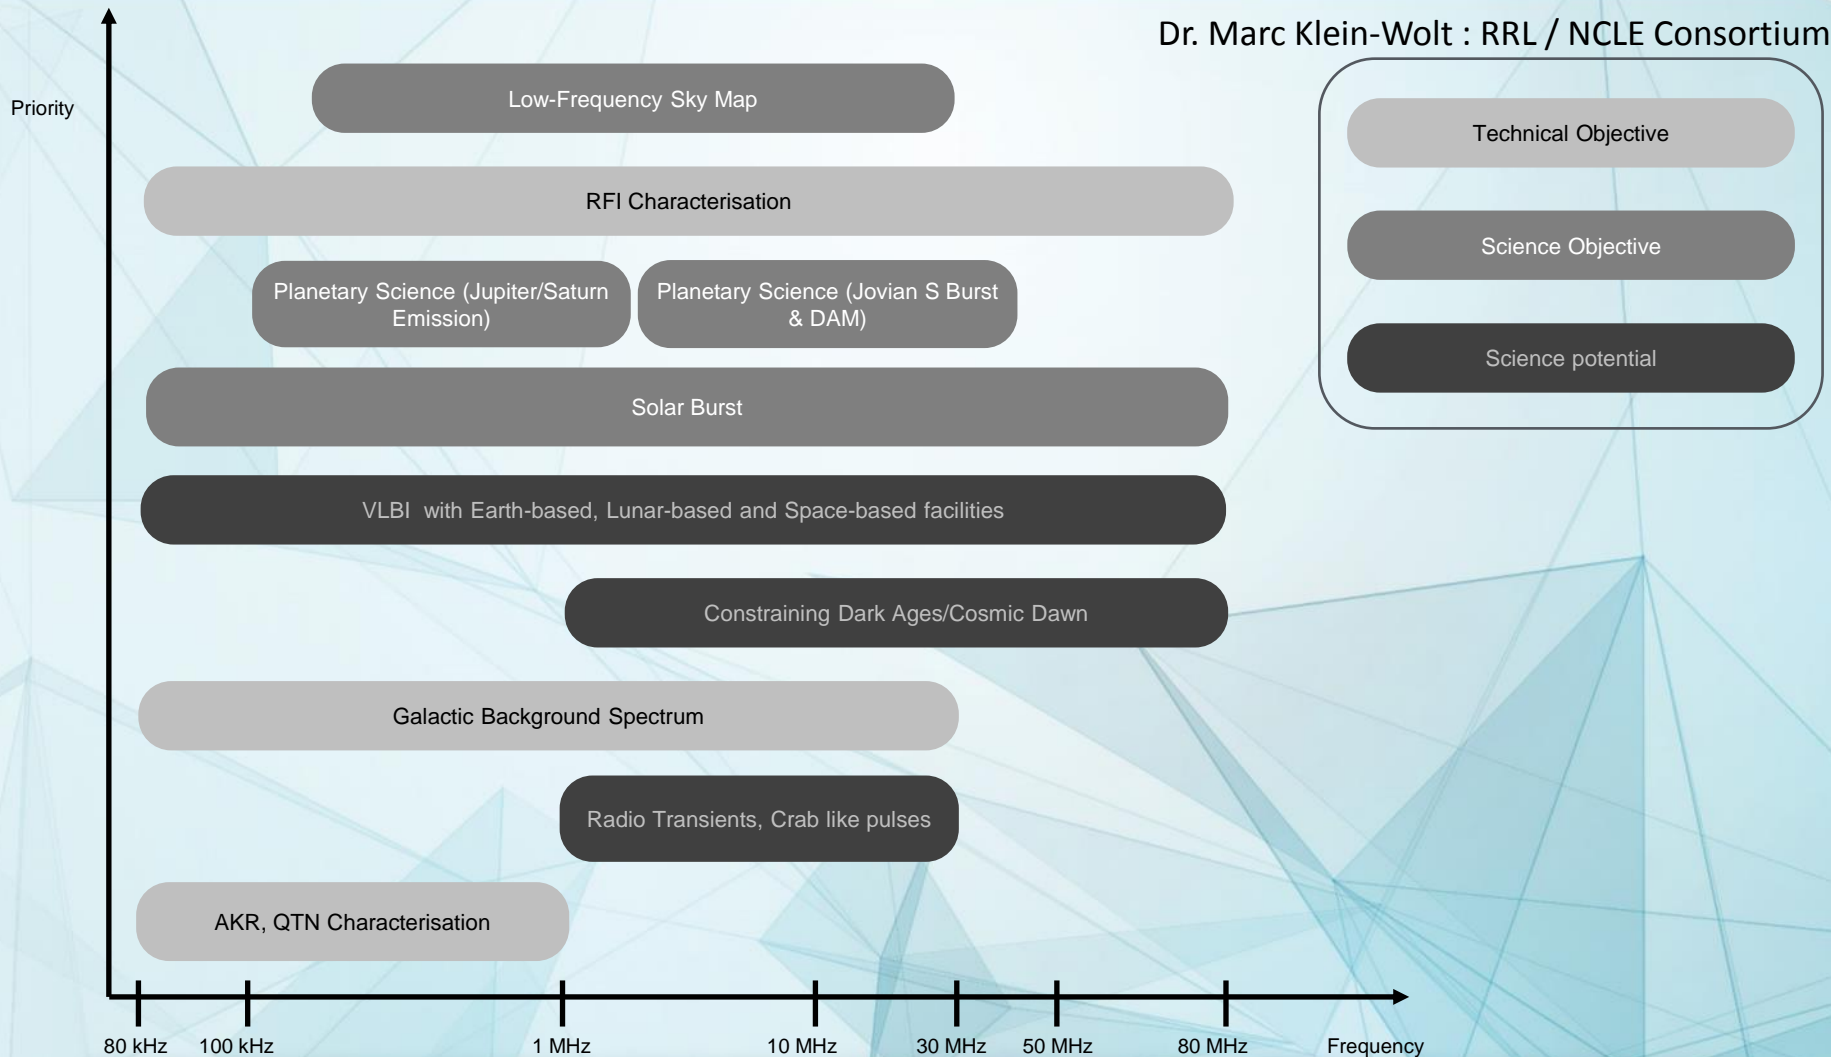 Dr. Marc Klein-Wolt : RRL / NCLE Consortium
Priority
Low-Frequency Sky Map
RFI Characterisation
Planetary Science (Jupiter/Saturn
Emission)
Planetary Science (Jovian S Burst
& DAM)
Solar Burst
VLBI with Earth-based, Lunar-based and Space-based facilities
Constraining Dark Ages/Cosmic Dawn
Galactic Background Spectrum
Radio Transients, Crab like pulses
AKR, QTN Characterisation
Technical Objective
Science Objective
Science potential
80 kHz 100 kHz 1 MHz 10 MHz 30 MHz 50 MHz 80 MHz Frequency